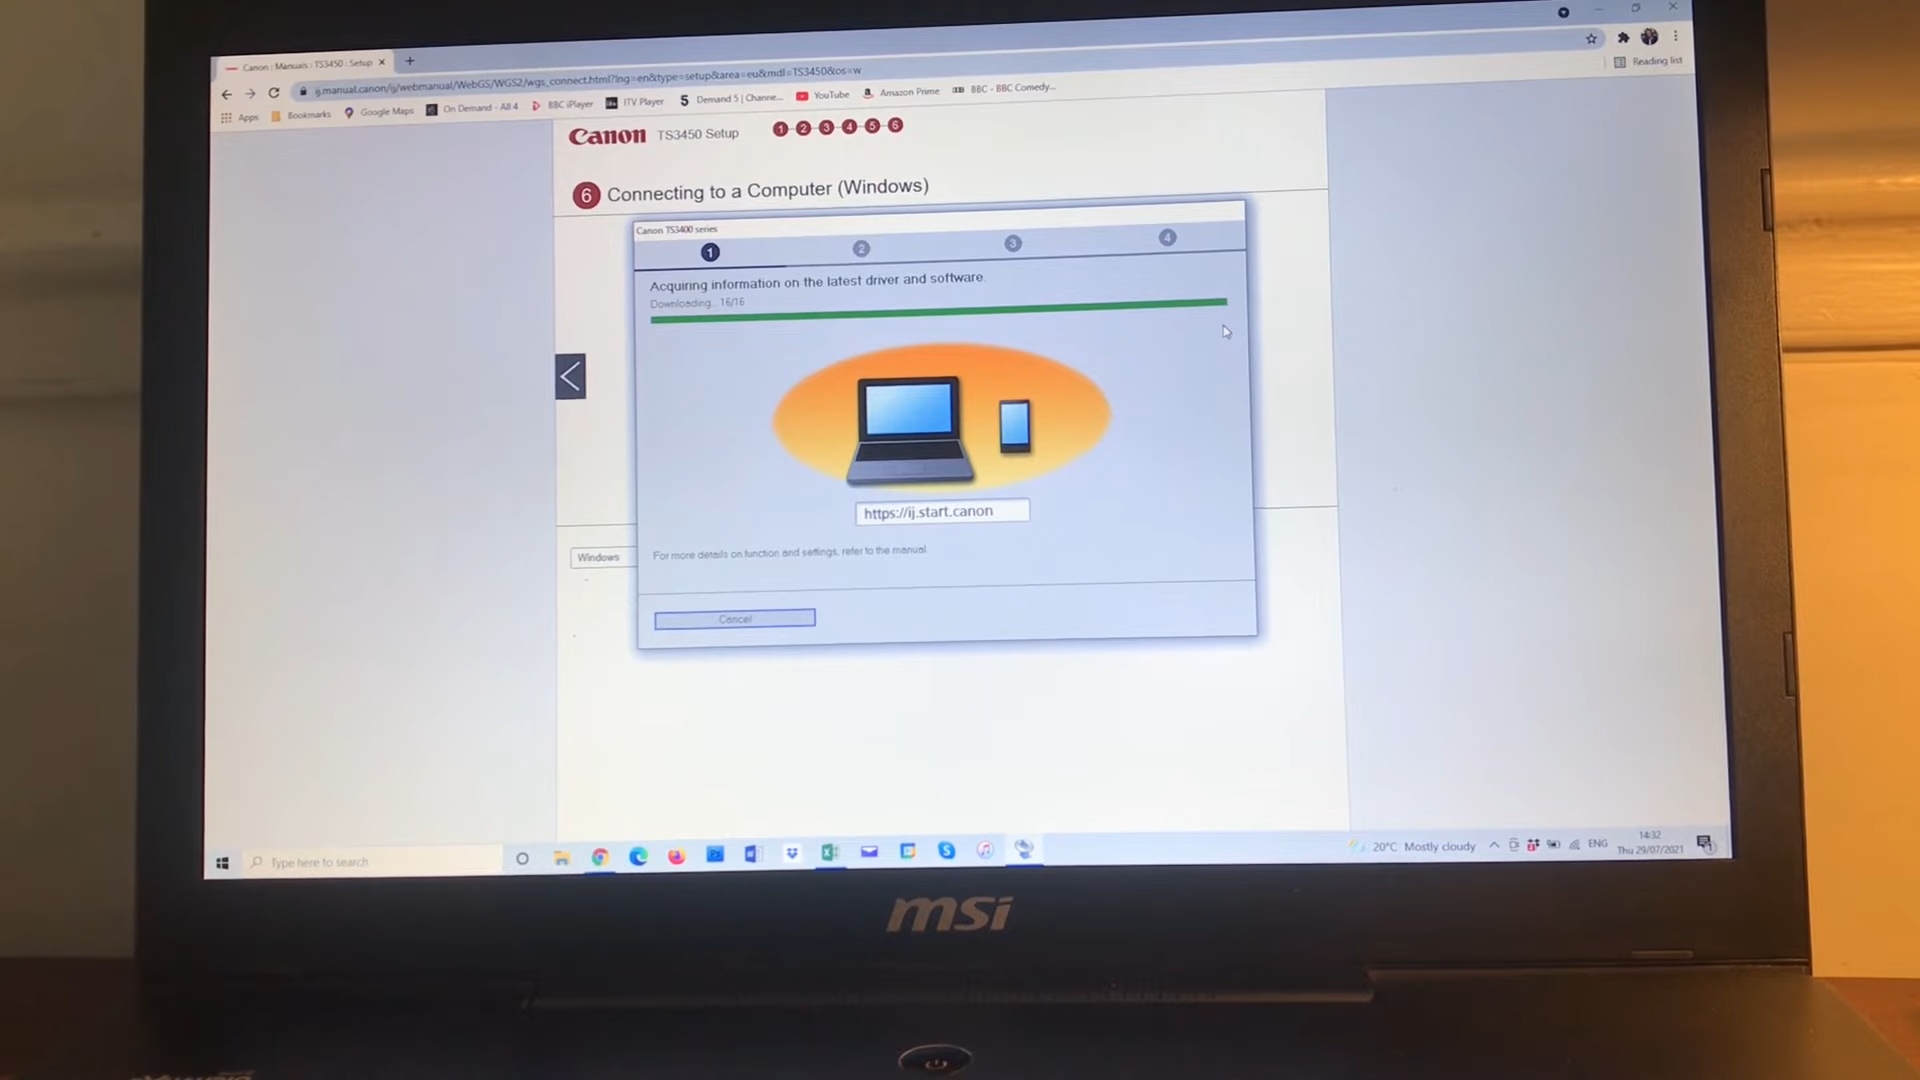 Canon : Manuals : TS3450 : Setup
ij.manual.canon/ij/webmanual/WebGS/WGS2/wgs_connect.html?lng=en&type=setup&area=eu&mdl=TS3450&os=w
Reading list
Apps Bookmarks Google Maps On Demand - All 4 BBC iPlayer ITV Player 5 Demand 5 | Channe... YouTube Amazon Prime BBC - BBC Comedy...
Canon TS3450 Setup 1 2 3 4 5 6
6 Connecting to a Computer (Windows)
Canon TS3400 series
1 2 3 4
Acquiring information on the latest driver and software.
Downloading... 16/16
https://ij.start.canon
Windows
For more details on function and settings, refer to the manual.
Cancel
Type here to search
20°C Mostly cloudy
ENG
14:32
Thu 29/07/2021
msi